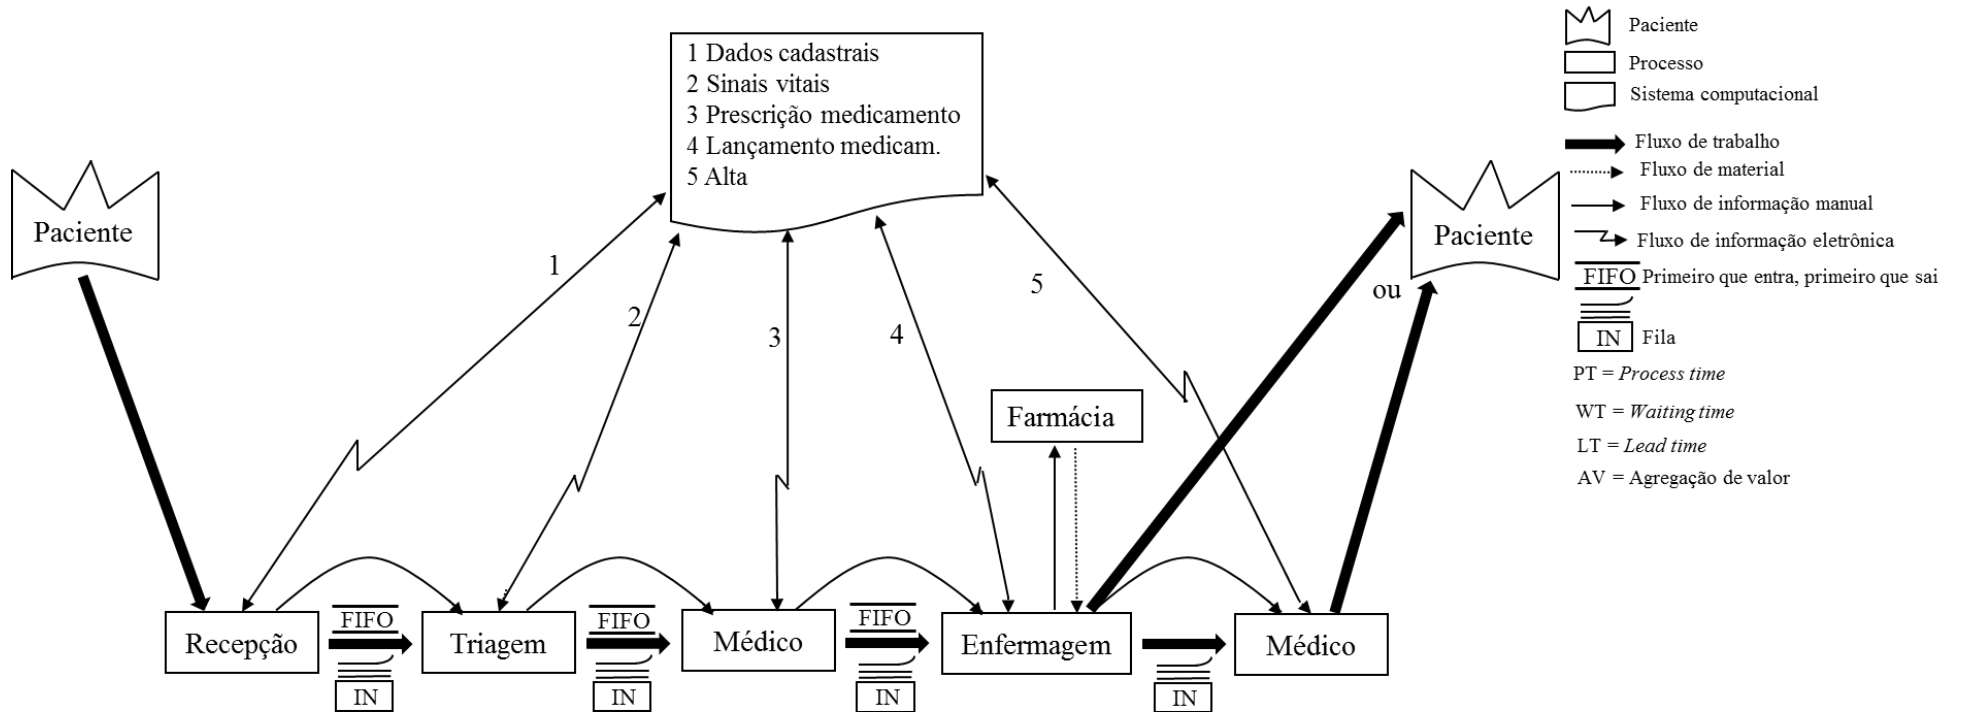 1 Dados cadastrais
2 Sinais vitais
3 Prescrição medicamento
4 Lançamento medicam.
5 Alta
Paciente
Paciente
ou
1
2
3
4
5
Farmácia
Recepção
FIFO
IN
Triagem
FIFO
IN
Médico
FIFO
IN
Enfermagem
IN
Médico
Paciente
Processo
Sistema computacional
Fluxo de trabalho
Fluxo de material
Fluxo de informação manual
Fluxo de informação eletrônica
FIFO Primeiro que entra, primeiro que sai
IN Fila
PT = Process time
WT = Waiting time
LT = Lead time
AV = Agregação de valor